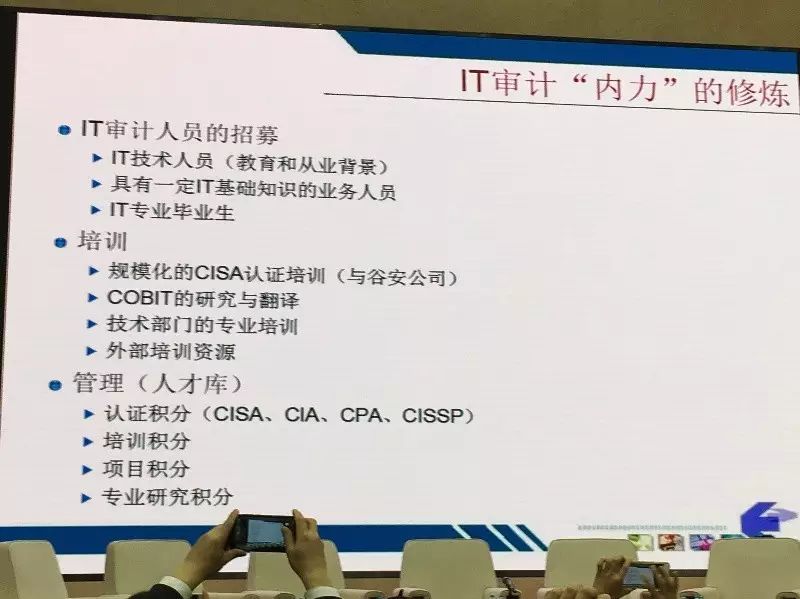 IT审计“内力”的修炼
IT审计人员的招募
IT技术人员（教育和从业背景）
具有一定IT基础知识的业务人员
IT专业毕业生
培训
规模化的CISA认证培训（与谷安公司）
COBIT的研究与翻译
技术部门的专业培训
外部培训资源
管理（人才库）
认证积分（CISA、CIA、CPA、CISSP）
培训积分
项目积分
专业研究积分